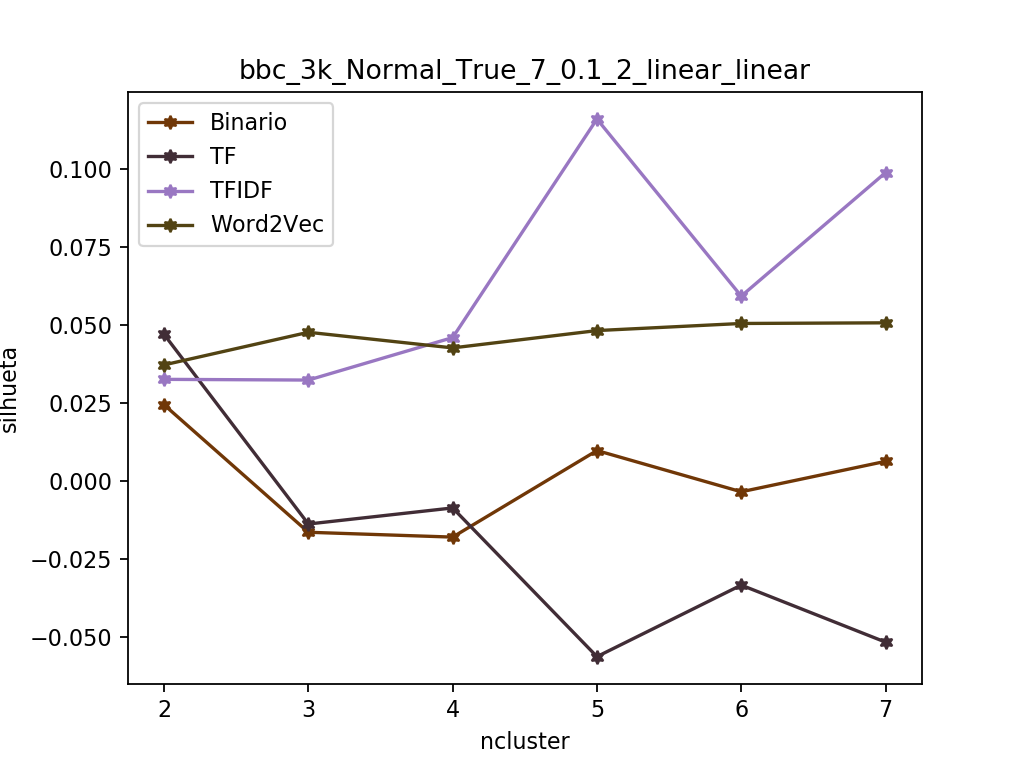 bbc_3k_Normal_True_7_0.1_2_linear_linear
Binario
TF
TFIDF
Word2Vec
silhueta
0.100
0.075
0.050
0.025
0.000
−0.025
−0.050
2 3 4 5 6 7
ncluster